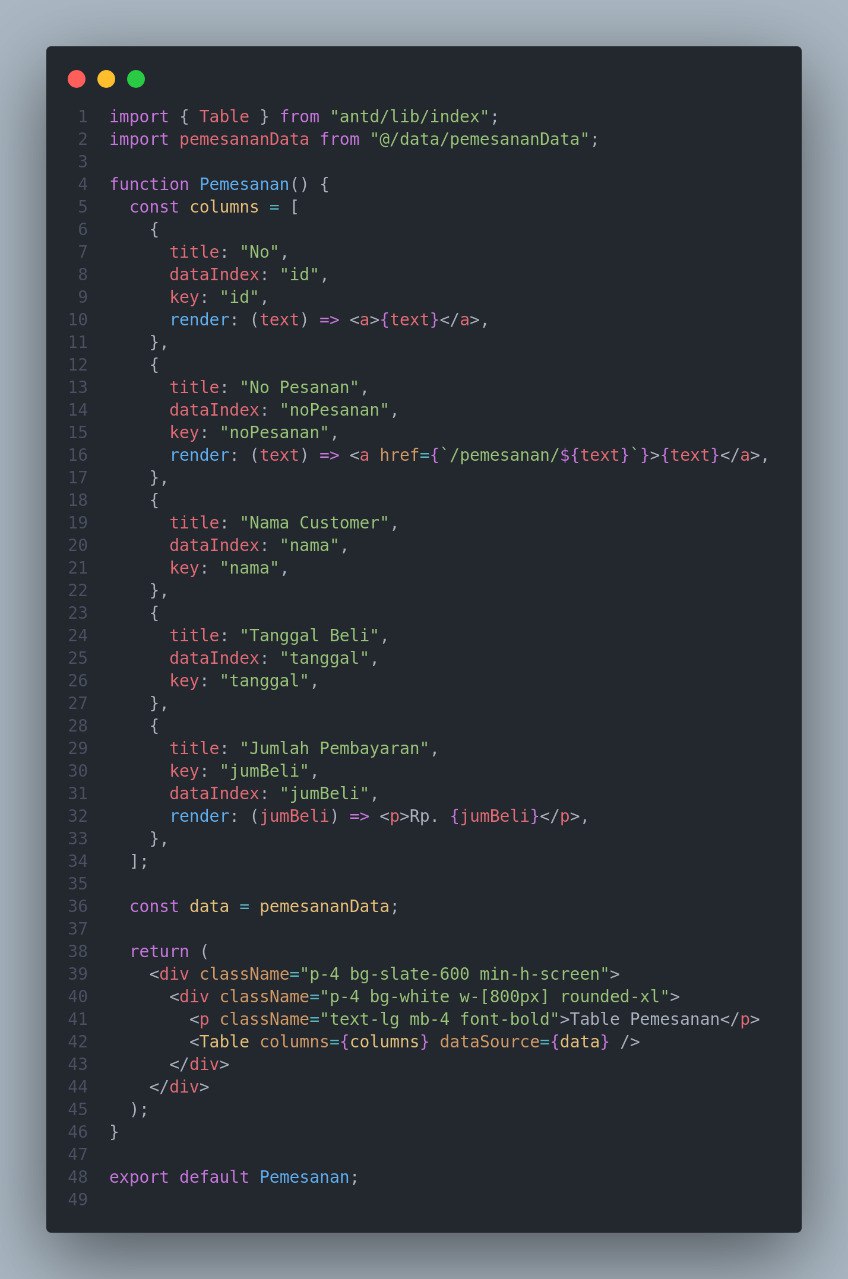 1 import { Table } from "antd/lib/index";
2 import pemesananData from "@/data/pemesananData";
3
4 function Pemesanan() {
5   const columns = [
6     {
7       title: "No",
8       dataIndex: "id",
9       key: "id",
10       render: (text) => <a>{text}</a>,
11     },
12     {
13       title: "No Pesanan",
14       dataIndex: "noPesanan",
15       key: "noPesanan",
16       render: (text) => <a href={`/pemesanan/${text}`}>{text}</a>,
17     },
18     {
19       title: "Nama Customer",
20       dataIndex: "nama",
21       key: "nama",
22     },
23     {
24       title: "Tanggal Beli",
25       dataIndex: "tanggal",
26       key: "tanggal",
27     },
28     {
29       title: "Jumlah Pembayaran",
30       key: "jumBeli",
31       dataIndex: "jumBeli",
32       render: (jumBeli) => <p>Rp. {jumBeli}</p>,
33     },
34   ];
35
36   const data = pemesananData;
37
38   return (
39     <div className="p-4 bg-slate-600 min-h-screen">
40       <div className="p-4 bg-white w-[800px] rounded-xl">
41         <p className="text-lg mb-4 font-bold">Table Pemesanan</p>
42         <Table columns={columns} dataSource={data} />
43       </div>
44     </div>
45   );
46 }
47
48 export default Pemesanan;
49